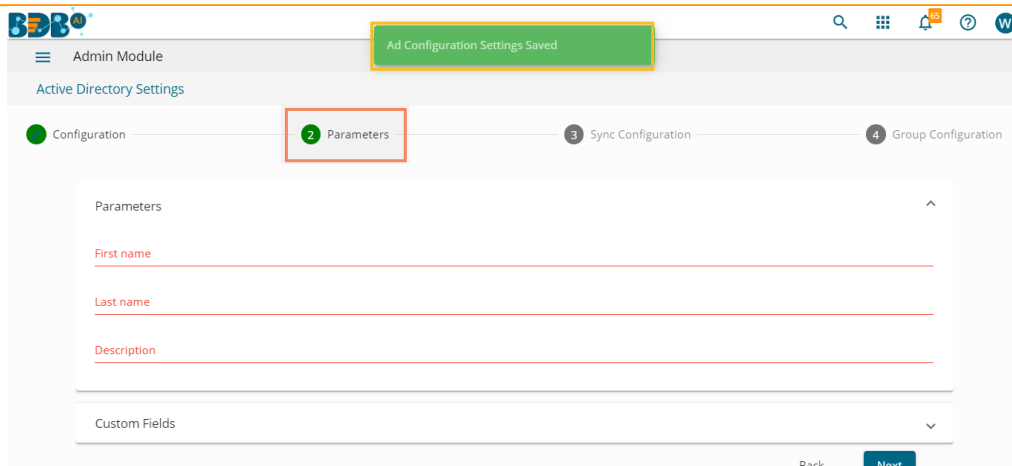 BDB AI
65
W
Ad Configuration Settings Saved
Admin Module
Active Directory Settings
Configuration
2 Parameters
3 Sync Configuration
4 Group Configuration
Parameters
First name
Last name
Description
Custom Fields
Back Next